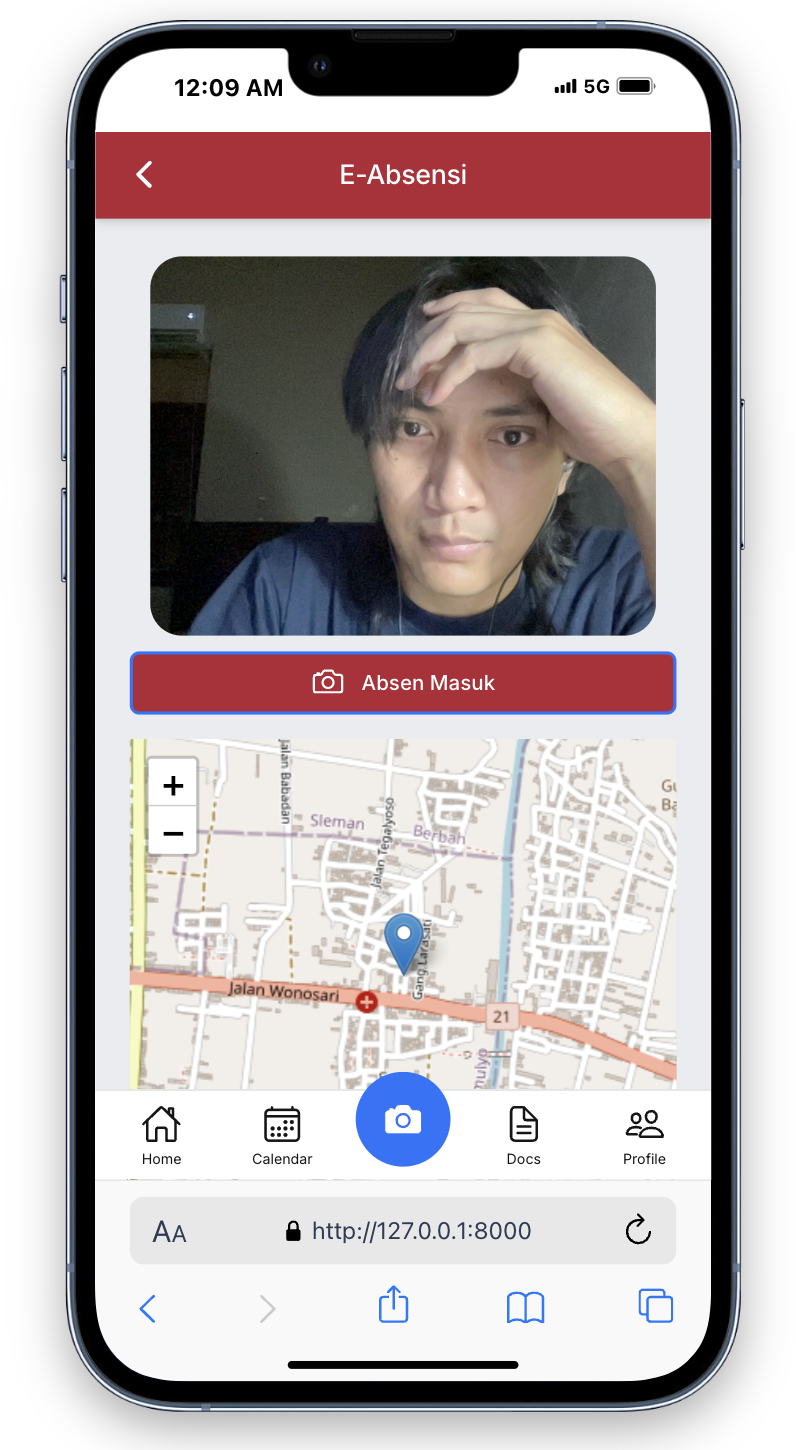 12:09 AM 5G
E-Absensi
Absen Masuk
+
−
Jalan Babadan
Sleman
Berbah
Jalan Tegalyoso
Gu
Ba
Gang Larasati
Jalan Wonosari
21
mulyo
Home Calendar Docs Profile
AA http://127.0.0.1:8000